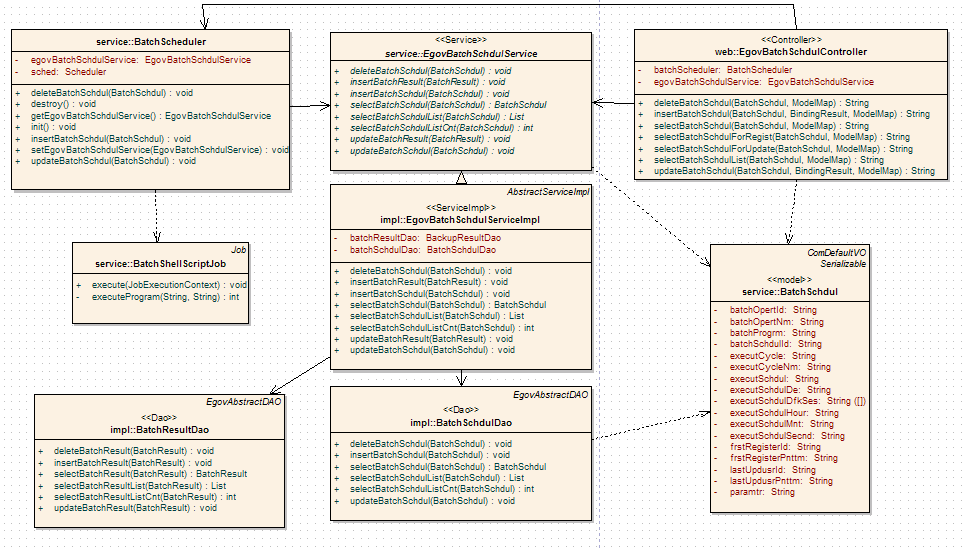 service::BatchScheduler
- egovBatchSchdulService: EgovBatchSchdulService
- sched: Scheduler
+ deleteBatchSchdul(BatchSchdul) : void
+ destroy() : void
+ getEgovBatchSchdulService() : EgovBatchSchdulService
+ init() : void
+ insertBatchSchdul(BatchSchdul) : void
+ setEgovBatchSchdulService(EgovBatchSchdulService) : void
+ updateBatchSchdul(BatchSchdul) : void
<<Service>>
service::EgovBatchSchdulService
+ deleteBatchSchdul(BatchSchdul) : void
+ insertBatchResult(BatchResult) : void
+ insertBatchSchdul(BatchSchdul) : void
+ selectBatchSchdul(BatchSchdul) : BatchSchdul
+ selectBatchSchdulList(BatchSchdul) : List
+ selectBatchSchdulListCnt(BatchSchdul) : int
+ updateBatchResult(BatchResult) : void
+ updateBatchSchdul(BatchSchdul) : void
<<Controller>>
web::EgovBatchSchdulController
- batchScheduler: BatchScheduler
- egovBatchSchdulService: EgovBatchSchdulService
+ deleteBatchSchdul(BatchSchdul, ModelMap) : String
+ insertBatchSchdul(BatchSchdul, BindingResult, ModelMap) : String
+ selectBatchSchdul(BatchSchdul, ModelMap) : String
+ selectBatchSchdulForRegist(BatchSchdul, ModelMap) : String
+ selectBatchSchdulForUpdate(BatchSchdul, ModelMap) : String
+ selectBatchSchdulList(BatchSchdul, ModelMap) : String
+ updateBatchSchdul(BatchSchdul, BindingResult, ModelMap) : String
Job
service::BatchShellScriptJob
+ execute(JobExecutionContext) : void
- executeProgram(String, String) : int
AbstractServiceImpl
<<ServiceImpl>>
impl::EgovBatchSchdulServiceImpl
- batchResultDao: BackupResultDao
- batchSchdulDao: BatchSchdulDao
+ deleteBatchSchdul(BatchSchdul) : void
+ insertBatchResult(BatchResult) : void
+ insertBatchSchdul(BatchSchdul) : void
+ selectBatchSchdul(BatchSchdul) : BatchSchdul
+ selectBatchSchdulList(BatchSchdul) : List
+ selectBatchSchdulListCnt(BatchSchdul) : int
+ updateBatchResult(BatchResult) : void
+ updateBatchSchdul(BatchSchdul) : void
ComDefaultVO
Serializable
<<model>>
service::BatchSchdul
- batchOpertId: String
- batchOpertNm: String
- batchProgrm: String
- batchSchdulId: String
- executCycle: String
- executCycleNm: String
- executSchdul: String
- executSchdulDe: String
- executSchdulDfkSes: String ([])
- executSchdulHour: String
- executSchdulMnt: String
- executSchdulSecnd: String
- frstRegisterId: String
- frstRegisterPnttm: String
- lastUpdusrId: String
- lastUpdusrPnttm: String
- paramtr: String
EgovAbstractDAO
<<Dao>>
impl::BatchResultDao
+ deleteBatchResult(BatchResult) : void
+ insertBatchResult(BatchResult) : void
+ selectBatchResult(BatchResult) : BatchResult
+ selectBatchResultList(BatchResult) : List
+ selectBatchResultListCnt(BatchResult) : int
+ updateBatchResult(BatchResult) : void
EgovAbstractDAO
<<Dao>>
impl::BatchSchdulDao
+ deleteBatchSchdul(BatchSchdul) : void
+ insertBatchSchdul(BatchSchdul) : void
+ selectBatchSchdul(BatchSchdul) : BatchSchdul
+ selectBatchSchdulList(BatchSchdul) : List
+ selectBatchSchdulListCnt(BatchSchdul) : int
+ updateBatchSchdul(BatchSchdul) : void